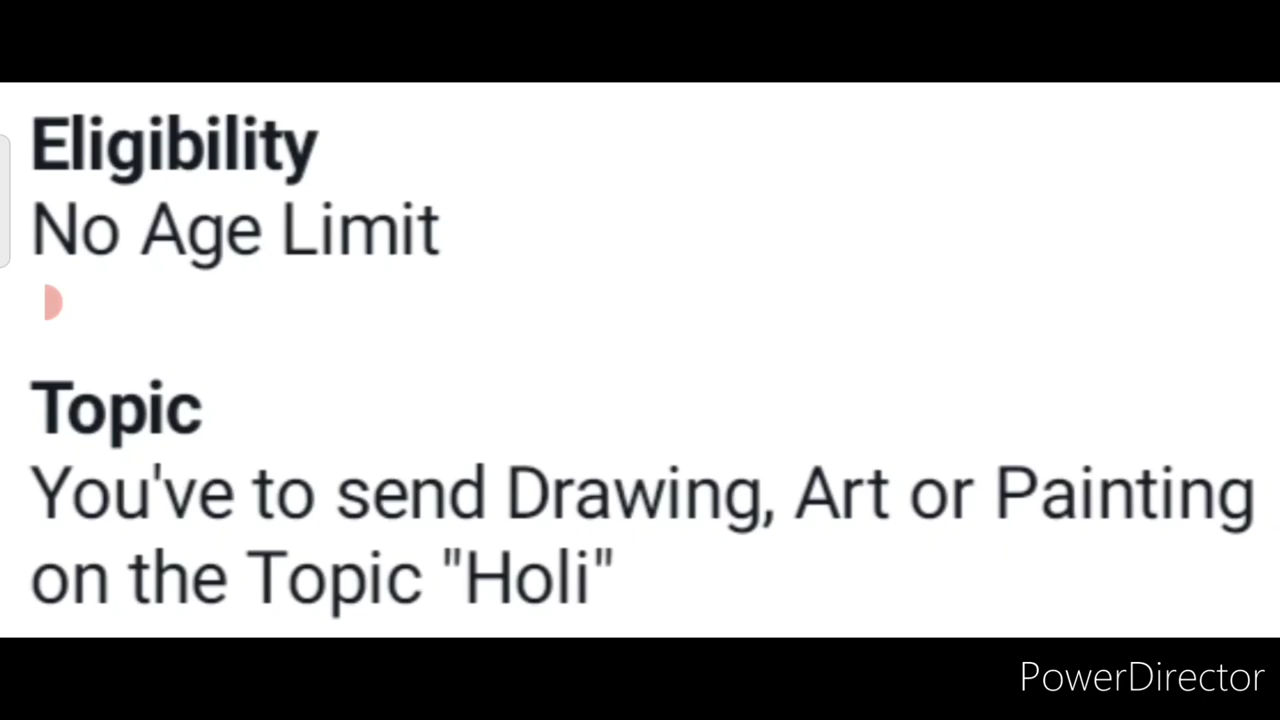 Eligibility
No Age Limit
Topic
You've to send Drawing, Art or Painting
on the Topic "Holi"
PowerDirector